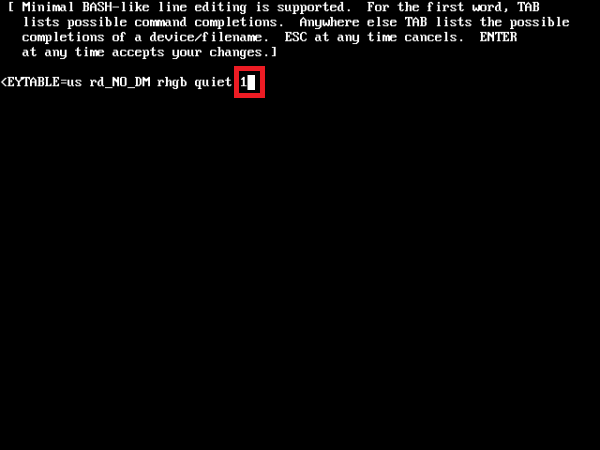 [ Minimal BASH-like line editing is supported.  For the first word, TAB
lists possible command completions.  Anywhere else TAB lists the possible
completions of a device/filename.  ESC at any time cancels.  ENTER
at any time accepts your changes.]
<EYTABLE=us rd_NO_DM rhgb quiet 1